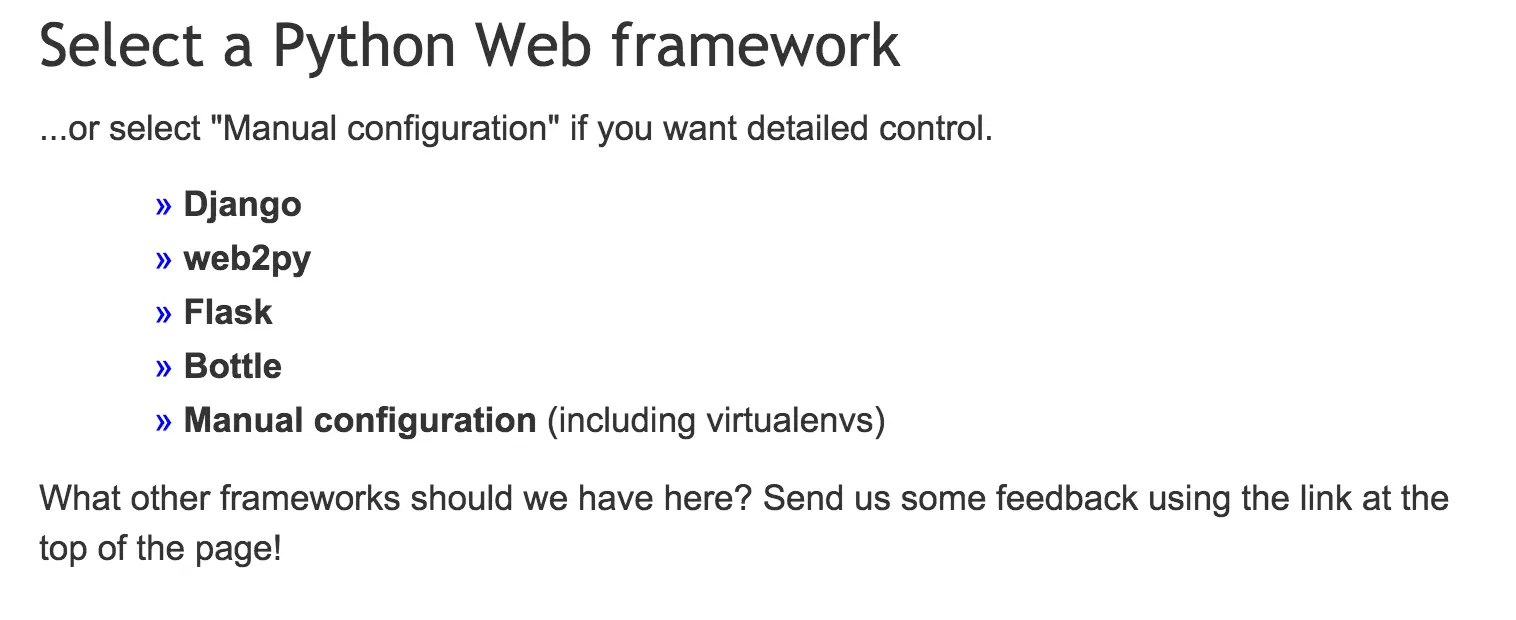 Select a Python Web framework
...or select "Manual configuration" if you want detailed control.
» Django
» web2py
» Flask
» Bottle
» Manual configuration (including virtualenvs)
What other frameworks should we have here? Send us some feedback using the link at the
top of the page!